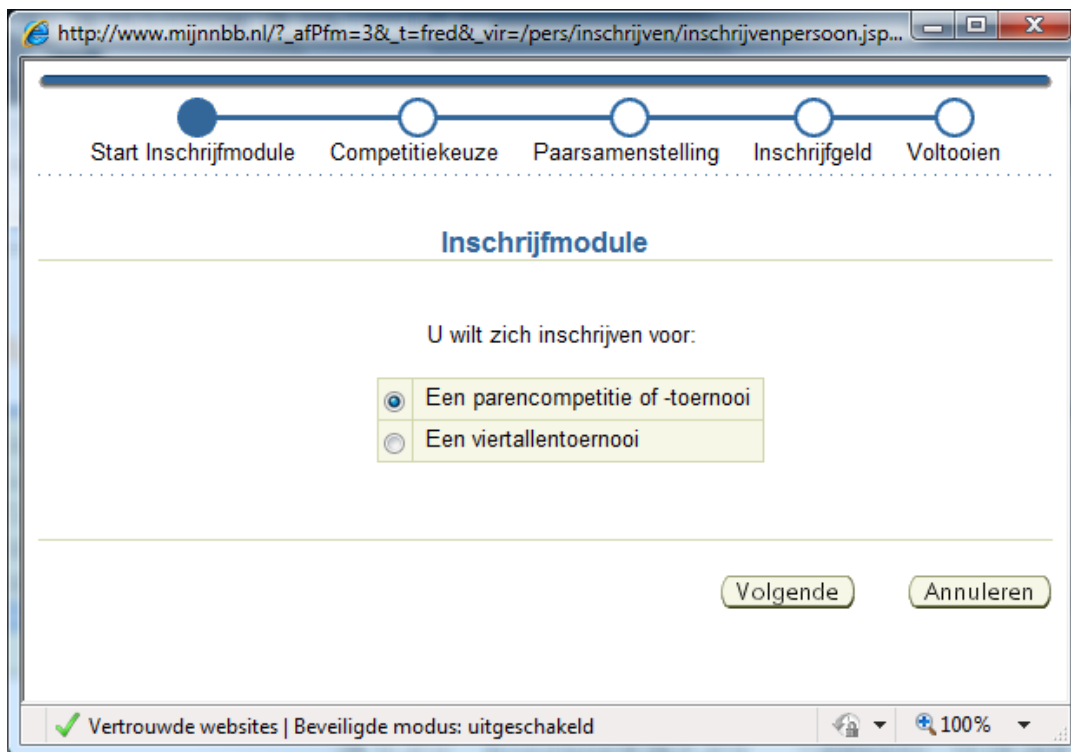 http://www.mijnnbb.nl/?_afPfm=3&_t=fred&_vir=/pers/inschrijven/inschrijvenpersoon.jsp...
Start Inschrijfmodule Competitiekeuze Paarsamenstelling Inschrijfgeld Voltooien
Inschrijfmodule
U wilt zich inschrijven voor:
Een parencompetitie of -toernooi
Een viertallentoernooi
Volgende Annuleren
Vertrouwde websites | Beveiligde modus: uitgeschakeld 100%